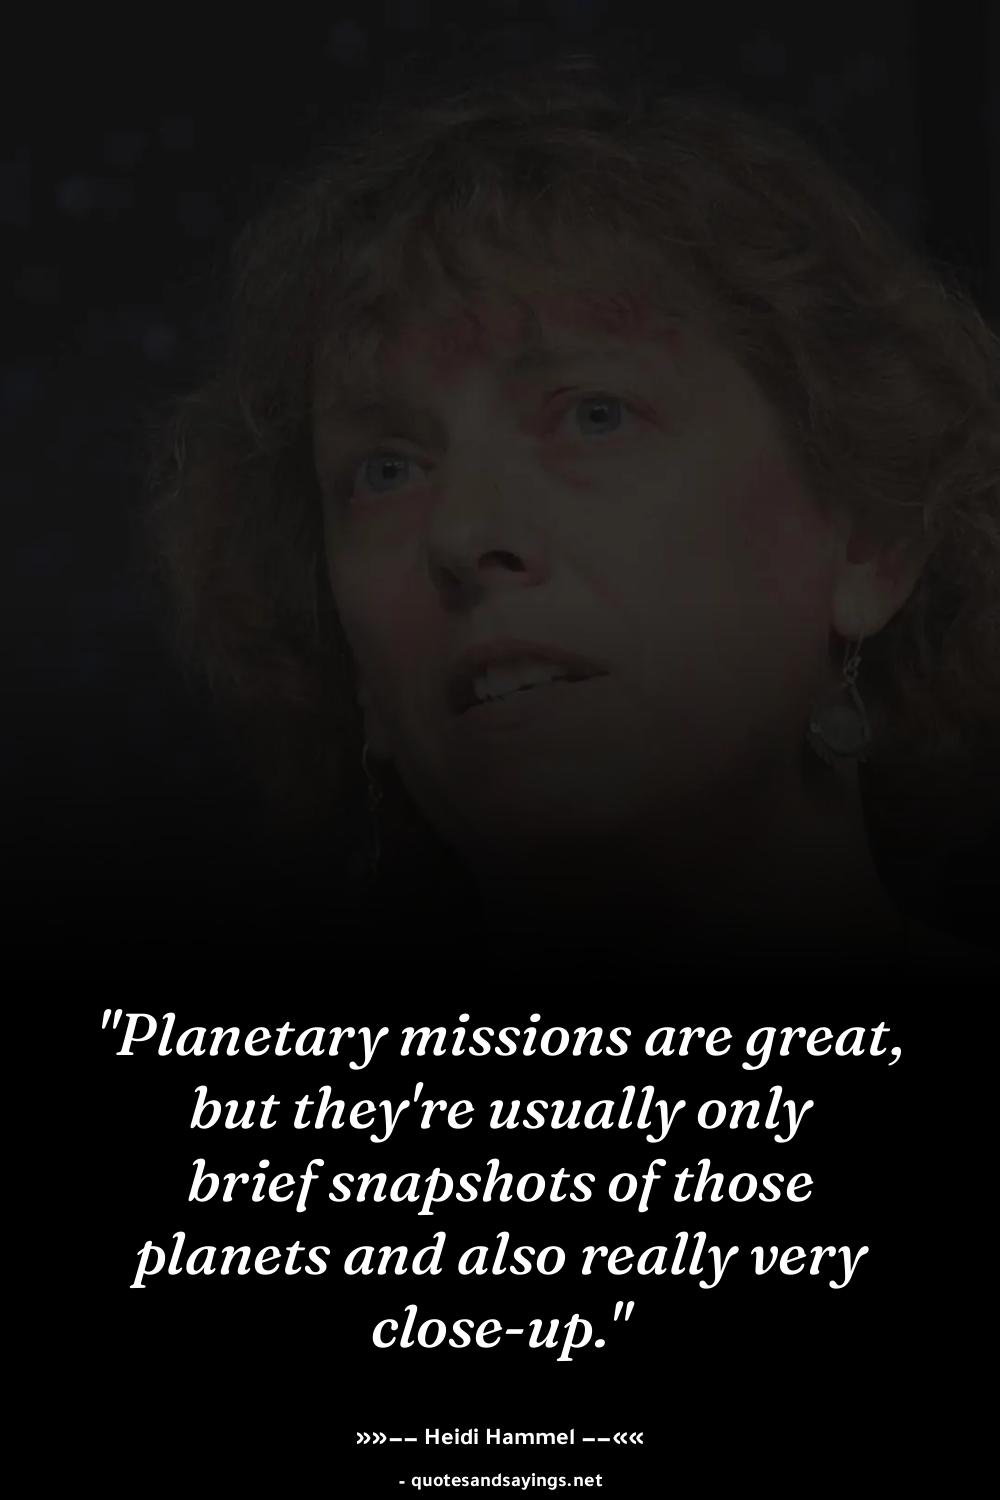 "Planetary missions are great,
but they're usually only
brief snapshots of those
planets and also really very
close-up."
»»−− Heidi Hammel −−««
- quotesandsayings.net